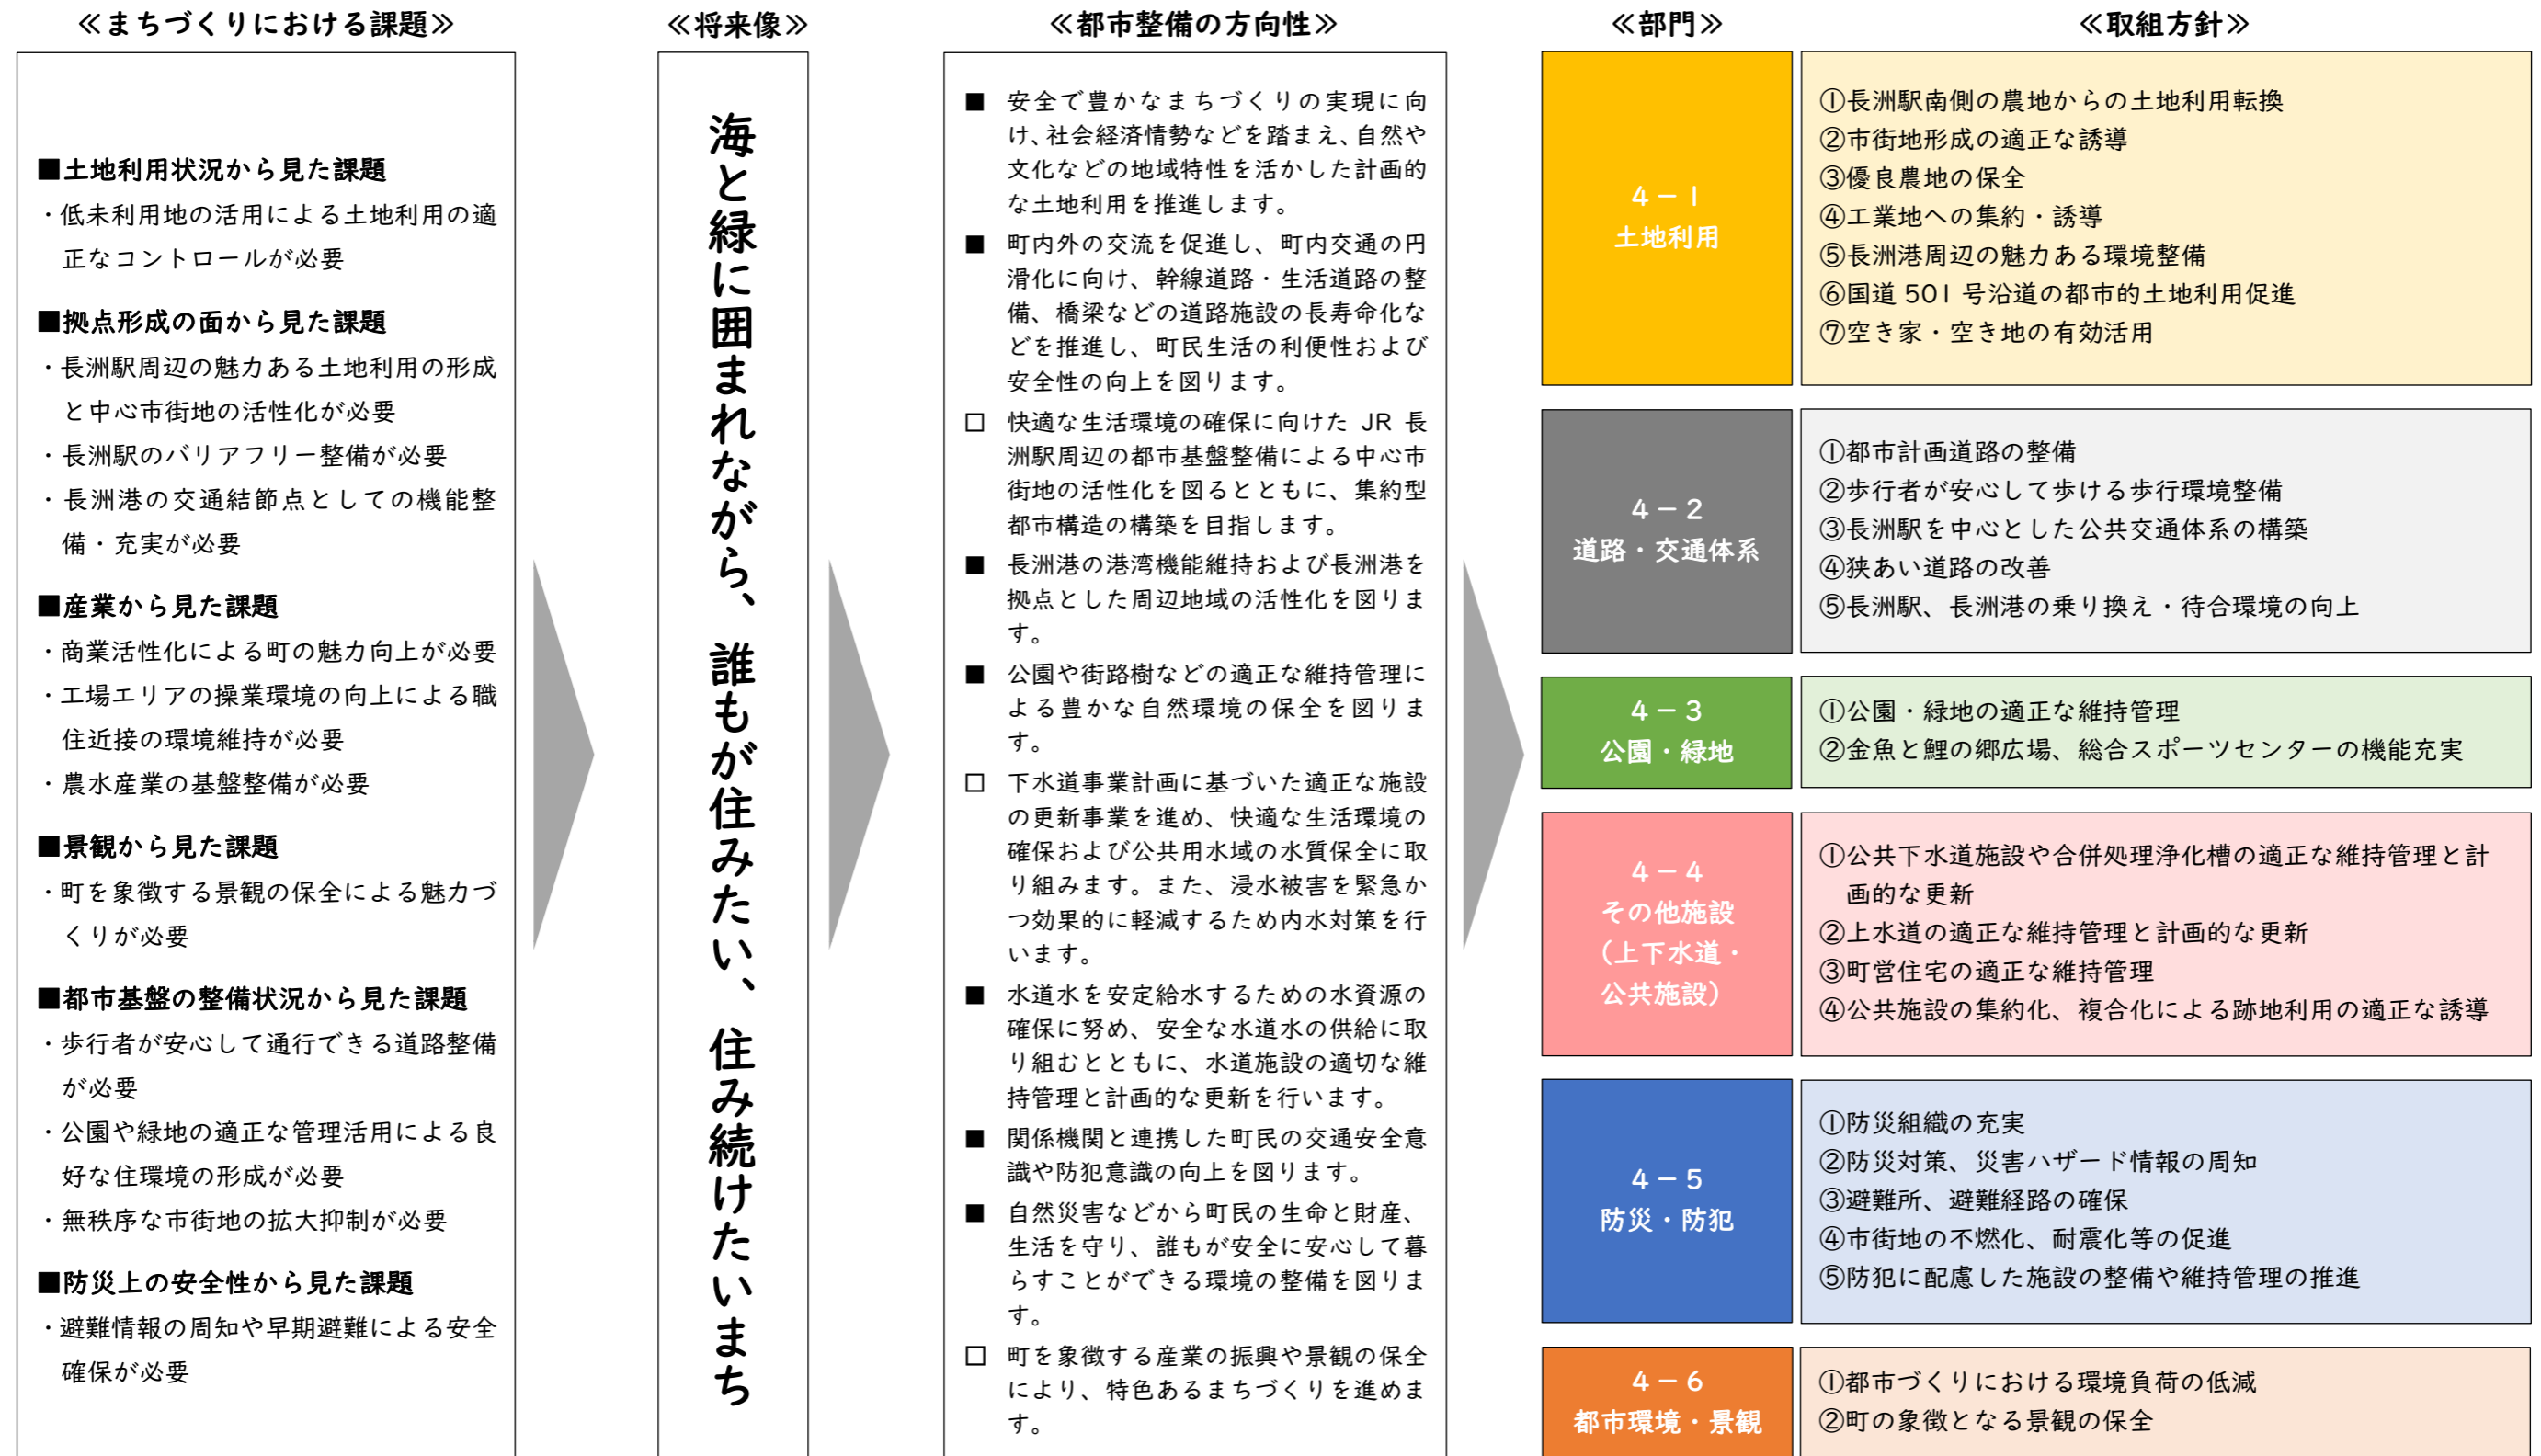 ≪まちづくりにおける課題≫
■土地利用状況から見た課題
・低未利用地の活用による土地利用の適
正なコントロールが必要
■拠点形成の面から見た課題
・長洲駅周辺の魅力ある土地利用の形成
と中心市街地の活性化が必要
・長洲駅のバリアフリー整備が必要
・長洲港の交通結節点としての機能整
備・充実が必要
■産業から見た課題
・商業活性化による町の魅力向上が必要
・工場エリアの操業環境の向上による職
住近接の環境維持が必要
・農水産業の基盤整備が必要
■景観から見た課題
・町を象徴する景観の保全による魅力づ
くりが必要
■都市基盤の整備状況から見た課題
・歩行者が安心して通行できる道路整備
が必要
・公園や緑地の適正な管理活用による良
好な住環境の形成が必要
・無秩序な市街地の拡大抑制が必要
■防災上の安全性から見た課題
・避難情報の周知や早期避難による安全
確保が必要
≪将来像≫
海と緑に囲まれながら、誰もが住みたい、住み続けたいまち
≪都市整備の方向性≫
■ 安全で豊かなまちづくりの実現に向
け、社会経済情勢などを踏まえ、自然や
文化などの地域特性を活かした計画的
な土地利用を推進します。
■ 町内外の交流を促進し、町内交通の円
滑化に向け、幹線道路・生活道路の整
備、橋梁などの道路施設の長寿命化な
どを推進し、町民生活の利便性および
安全性の向上を図ります。
□ 快適な生活環境の確保に向けた JR 長
洲駅周辺の都市基盤整備による中心市
街地の活性化を図るとともに、集約型
都市構造の構築を目指します。
■ 長洲港の港湾機能維持および長洲港を
拠点とした周辺地域の活性化を図りま
す。
■ 公園や街路樹などの適正な維持管理に
よる豊かな自然環境の保全を図りま
す。
□ 下水道事業計画に基づいた適正な施設
の更新事業を進め、快適な生活環境の
確保および公共用水域の水質保全に取
り組みます。また、浸水被害を緊急か
つ効果的に軽減するため内水対策を行
います。
■ 水道水を安定給水するための水資源の
確保に努め、安全な水道水の供給に取
り組むとともに、水道施設の適切な維
持管理と計画的な更新を行います。
■ 関係機関と連携した町民の交通安全意
識や防犯意識の向上を図ります。
■ 自然災害などから町民の生命と財産、
生活を守り、誰もが安全に安心して暮
らすことができる環境の整備を図りま
す。
□ 町を象徴する産業の振興や景観の保全
により、特色あるまちづくりを進めま
す。
≪部門≫
≪取組方針≫
4－1
土地利用
①長洲駅南側の農地からの土地利用転換
②市街地形成の適正な誘導
③優良農地の保全
④工業地への集約・誘導
⑤長洲港周辺の魅力ある環境整備
⑥国道 501 号沿道の都市的土地利用促進
⑦空き家・空き地の有効活用
4－2
道路・交通体系
①都市計画道路の整備
②歩行者が安心して歩ける歩行環境整備
③長洲駅を中心とした公共交通体系の構築
④狭あい道路の改善
⑤長洲駅、長洲港の乗り換え・待合環境の向上
4－3
公園・緑地
①公園・緑地の適正な維持管理
②金魚と鯉の郷広場、総合スポーツセンターの機能充実
4－4
その他施設
（上下水道・
公共施設）
①公共下水道施設や合併処理浄化槽の適正な維持管理と計
画的な更新
②上水道の適正な維持管理と計画的な更新
③町営住宅の適正な維持管理
④公共施設の集約化、複合化による跡地利用の適正な誘導
4－5
防災・防犯
①防災組織の充実
②防災対策、災害ハザード情報の周知
③避難所、避難経路の確保
④市街地の不燃化、耐震化等の促進
⑤防犯に配慮した施設の整備や維持管理の推進
4－6
都市環境・景観
①都市づくりにおける環境負荷の低減
②町の象徴となる景観の保全